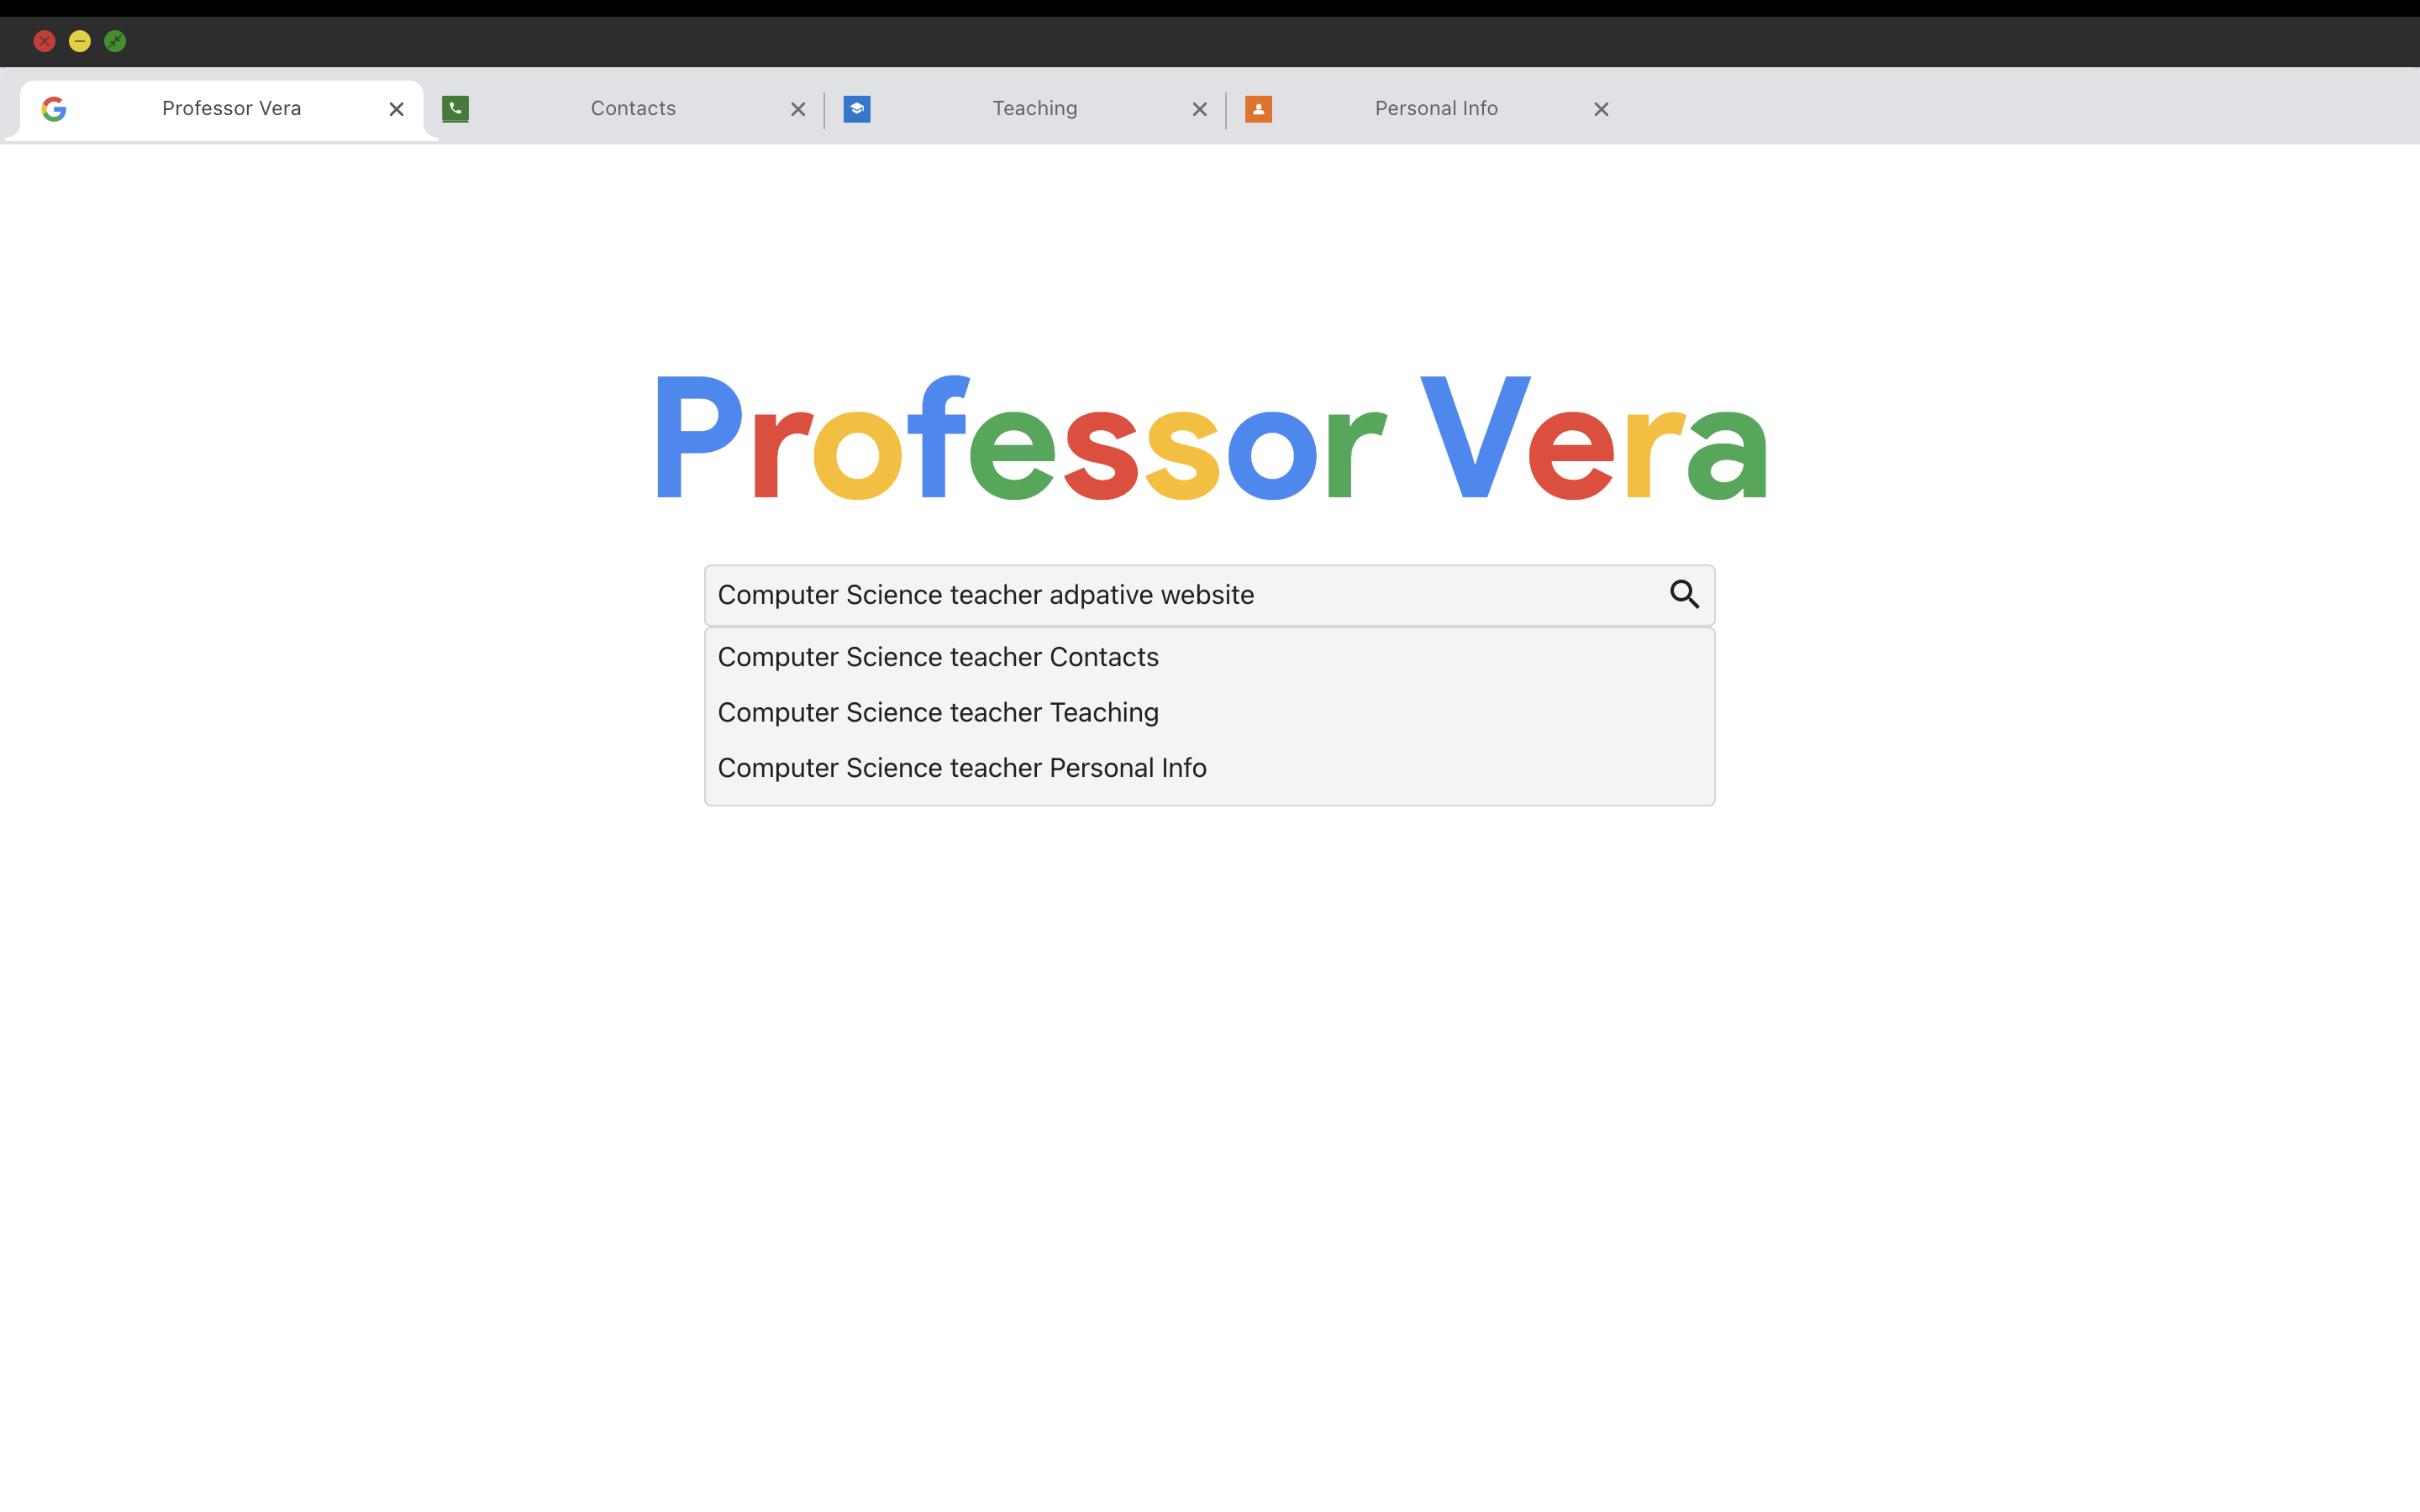 Professor Vera
Contacts
Teaching
Personal Info
Professor Vera
Computer Science teacher adpative website
Computer Science teacher Contacts
Computer Science teacher Teaching
Computer Science teacher Personal Info